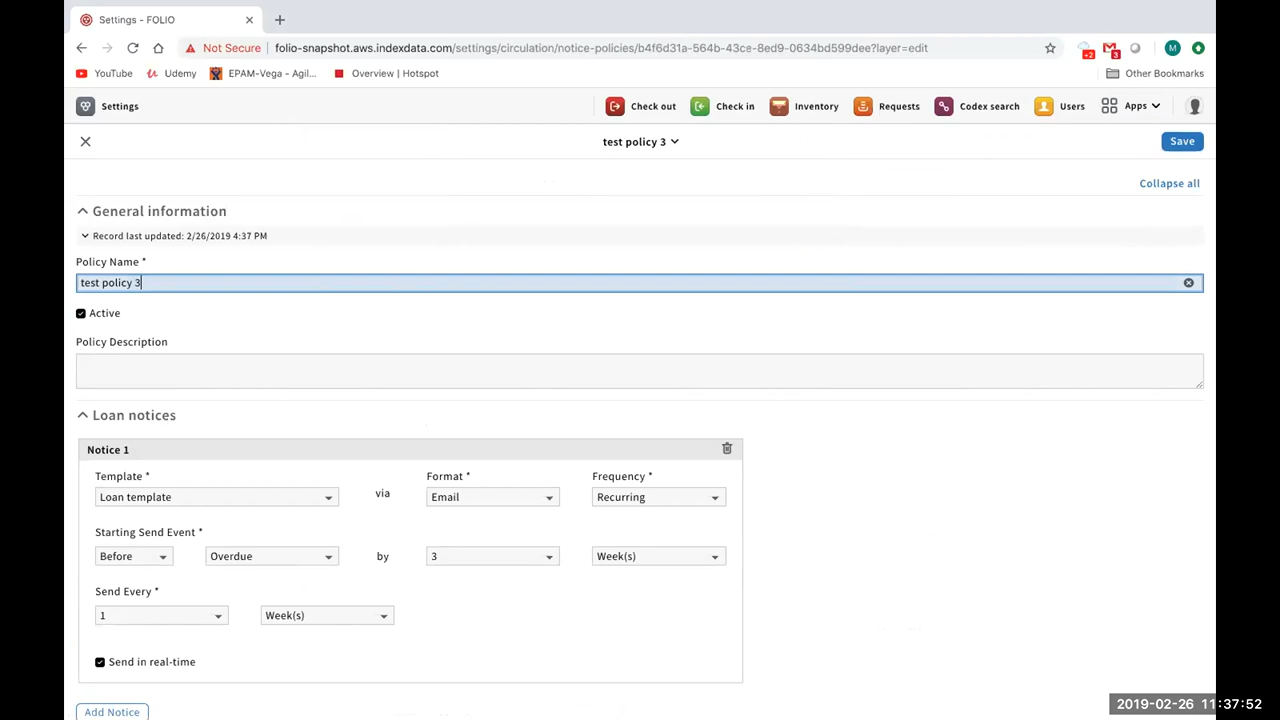 Settings - FOLIO
Not Secure folio-snapshot.aws.indexdata.com/settings/circulation/notice-policies/b4f6d31a-564b-43ce-8ed9-0634bd599dee?layer=edit +2 3 M
YouTube Udemy EPAM-Vega - Agil... Overview | Hotspot Other Bookmarks
Settings Check out Check in Inventory Requests Codex search Users Apps
test policy 3 Save
Collapse all
General information
Record last updated: 2/26/2019 4:37 PM
Policy Name *
test policy 3
Active
Policy Description
Loan notices
Notice 1
Template * Format * Frequency *
Loan template via Email Recurring
Starting Send Event *
Before Overdue by 3 Week(s)
Send Every *
1 Week(s)
Send in real-time
Add Notice
2019-02-26 11:37:52